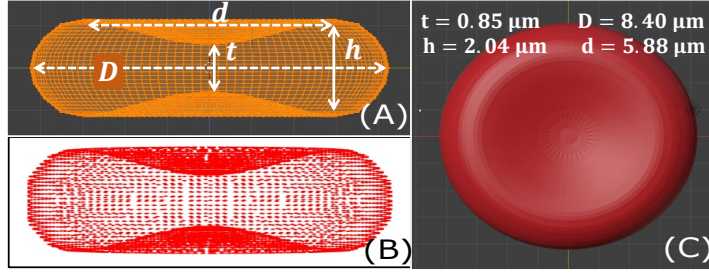 d
t
h
D
(A)
(B)
t = 0.85 μm D = 8.40 μm
h = 2.04 μm d = 5.88 μm
(C)